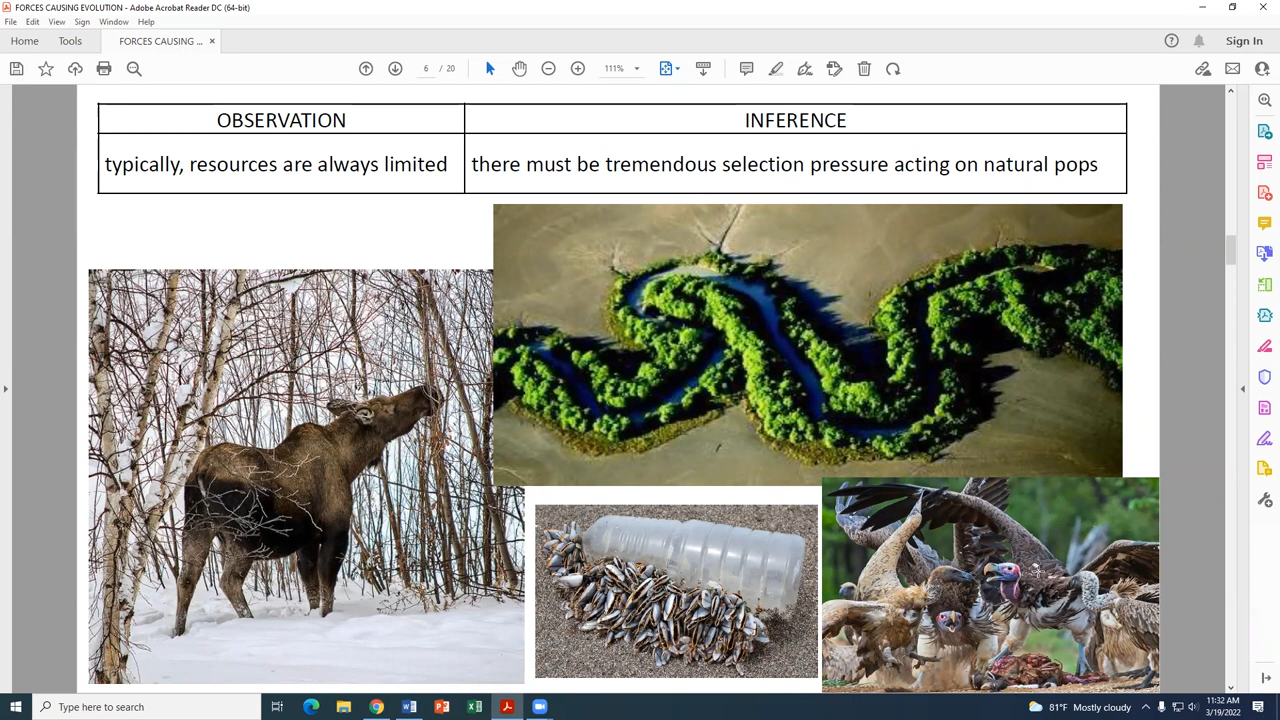 FORCES CAUSING EVOLUTION - Adobe Acrobat Reader DC (64-bit)
File Edit View Sign Window Help
Home Tools FORCES CAUSING ... × Sign In
6 / 20 111%
OBSERVATION INFERENCE
typically, resources are always limited there must be tremendous selection pressure acting on natural pops
Type here to search
81°F Mostly cloudy
11:32 AM
3/19/2022